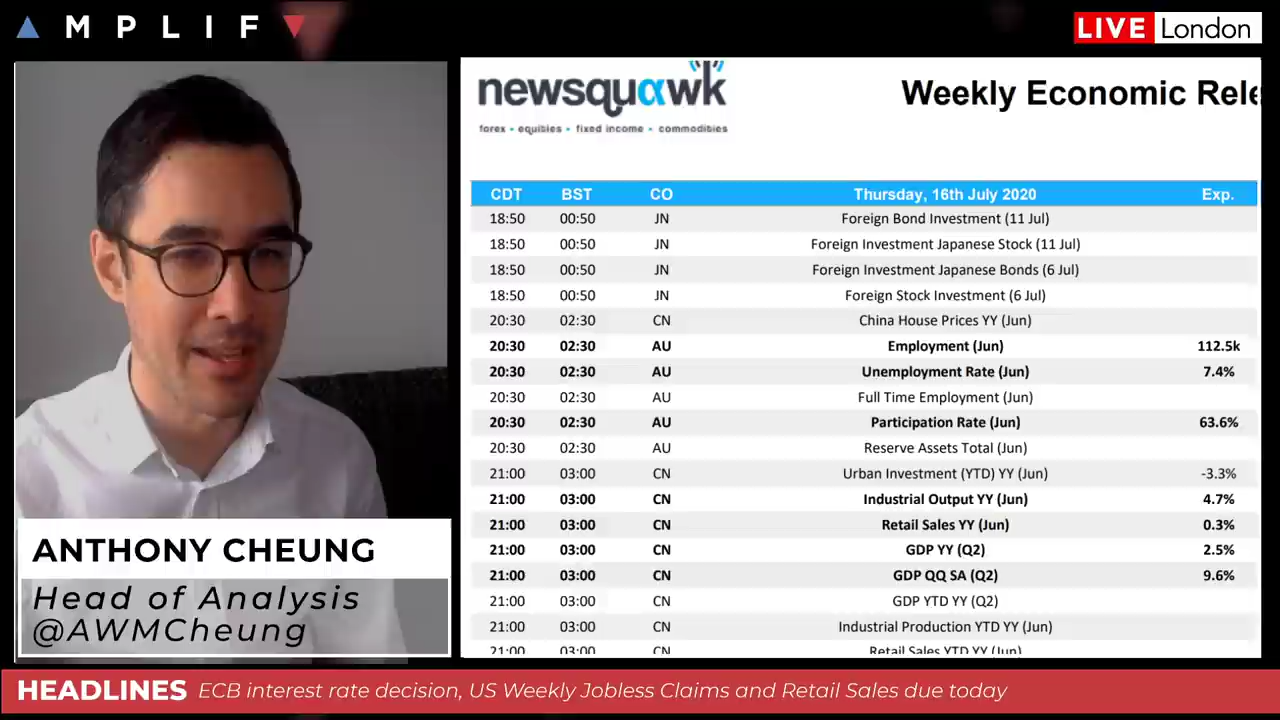 AMPLIFY
LIVE London
newsquawk
forex • equities • fixed income • commodities
Weekly Economic Rele
CDT BST CO Thursday, 16th July 2020 Exp.
18:50 00:50 JN Foreign Bond Investment (11 Jul)
18:50 00:50 JN Foreign Investment Japanese Stock (11 Jul)
18:50 00:50 JN Foreign Investment Japanese Bonds (6 Jul)
18:50 00:50 JN Foreign Stock Investment (6 Jul)
20:30 02:30 CN China House Prices YY (Jun)
20:30 02:30 AU Employment (Jun) 112.5k
20:30 02:30 AU Unemployment Rate (Jun) 7.4%
20:30 02:30 AU Full Time Employment (Jun)
20:30 02:30 AU Participation Rate (Jun) 63.6%
20:30 02:30 AU Reserve Assets Total (Jun)
21:00 03:00 CN Urban Investment (YTD) YY (Jun) -3.3%
21:00 03:00 CN Industrial Output YY (Jun) 4.7%
21:00 03:00 CN Retail Sales YY (Jun) 0.3%
21:00 03:00 CN GDP YY (Q2) 2.5%
21:00 03:00 CN GDP QQ SA (Q2) 9.6%
21:00 03:00 CN GDP YTD YY (Q2)
21:00 03:00 CN Industrial Production YTD YY (Jun)
21:00 03:00 CN Retail Sales YTD YY (Jun)
ANTHONY CHEUNG
Head of Analysis
@AWMCheung
HEADLINES ECB interest rate decision, US Weekly Jobless Claims and Retail Sales due today